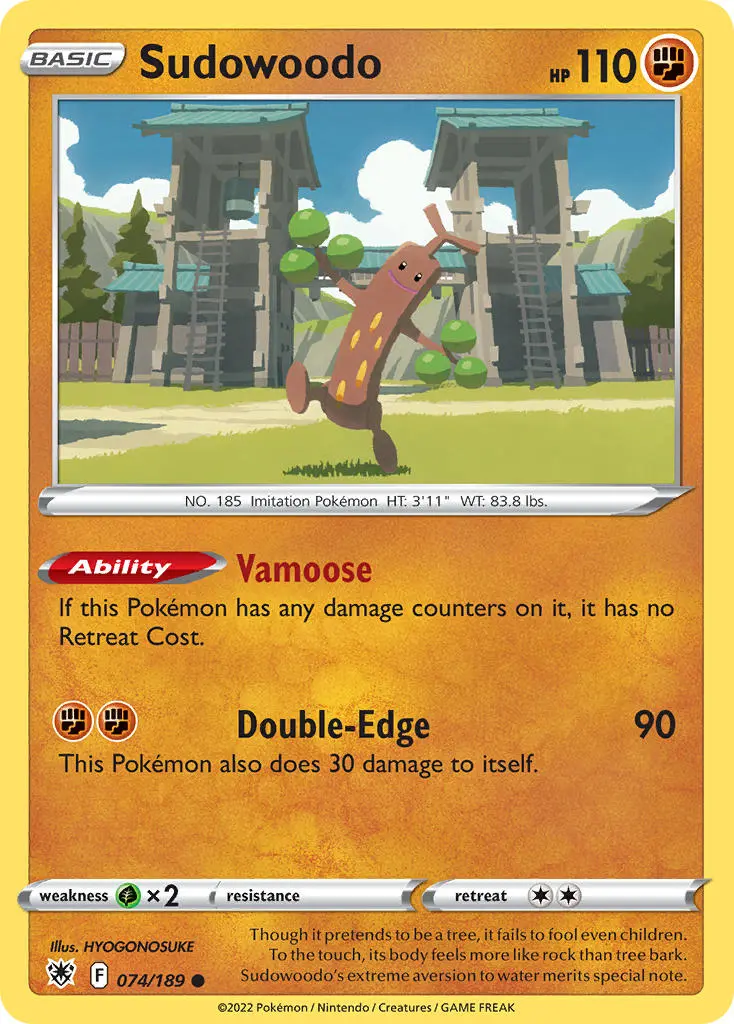 BASIC Sudowoodo HP 110
NO. 185 Imitation Pokémon HT: 3'11" WT: 83.8 lbs.
Ability Vamoose
If this Pokémon has any damage counters on it, it has no
Retreat Cost.
Double-Edge 90
This Pokémon also does 30 damage to itself.
weakness ×2 resistance retreat
Illus. HYOGONOSUKE
Though it pretends to be a tree, it fails to fool even children.
To the touch, its body feels more like rock than tree bark.
Sudowoodo's extreme aversion to water merits special note.
F 074/189
©2022 Pokémon / Nintendo / Creatures / GAME FREAK